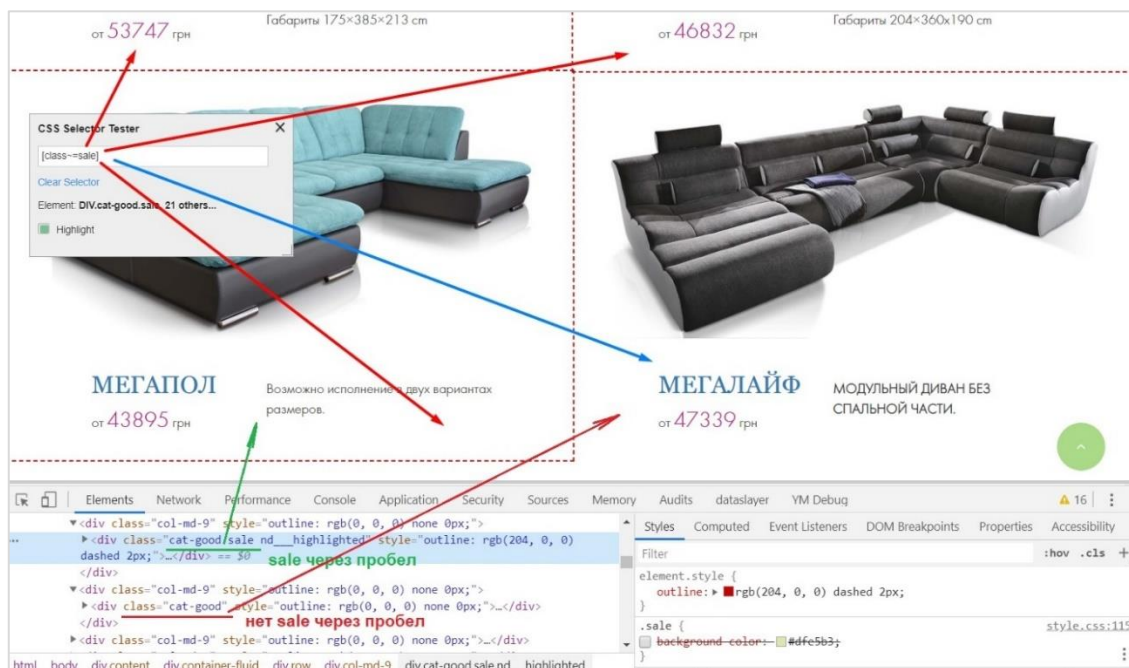 Габариты 175×385×213 cm
от 53747 грн
Габариты 204×360x190 cm
от 46832 грн
CSS Selector Tester
[class~=sale]
Clear Selector
Element: DIV.cat-good.sale, 21 others...
Highlight
МЕГАПОЛ
Возможно исполнение в двух вариантах
размеров.
от 43895 грн
МЕГАЛАЙФ
МОДУЛЬНЫЙ ДИВАН БЕЗ
СПАЛЬНОЙ ЧАСТИ.
от 47339 грн
Elements Network Performance Console Application Security Sources Memory Audits dataslayer YM Debug 16
<div class="col-md-9" style="outline: rgb(0, 0, 0) none 0px;">
<div class="cat-good sale nd___highlighted" style="outline: rgb(204, 0, 0)
dashed 2px;">…</div> == $0
sale через пробел
</div>
<div class="col-md-9" style="outline: rgb(0, 0, 0) none 0px;">
<div class="cat-good" style="outline: rgb(0, 0, 0) none 0px;">…</div>
</div>
нет sale через пробел
<div class="col-md-9" style="outline: rgb(0, 0, 0) none 0px;">…</div>
html body div.content div.container-fluid div.row div.col-md-9 div.cat-good.sale.nd___highlighted
Styles Computed Event Listeners DOM Breakpoints Properties Accessibility
Filter :hov .cls +
element.style {
outline: rgb(204, 0, 0) dashed 2px;
}
.sale { style.css:115
background-color: #dfe5b3;
}